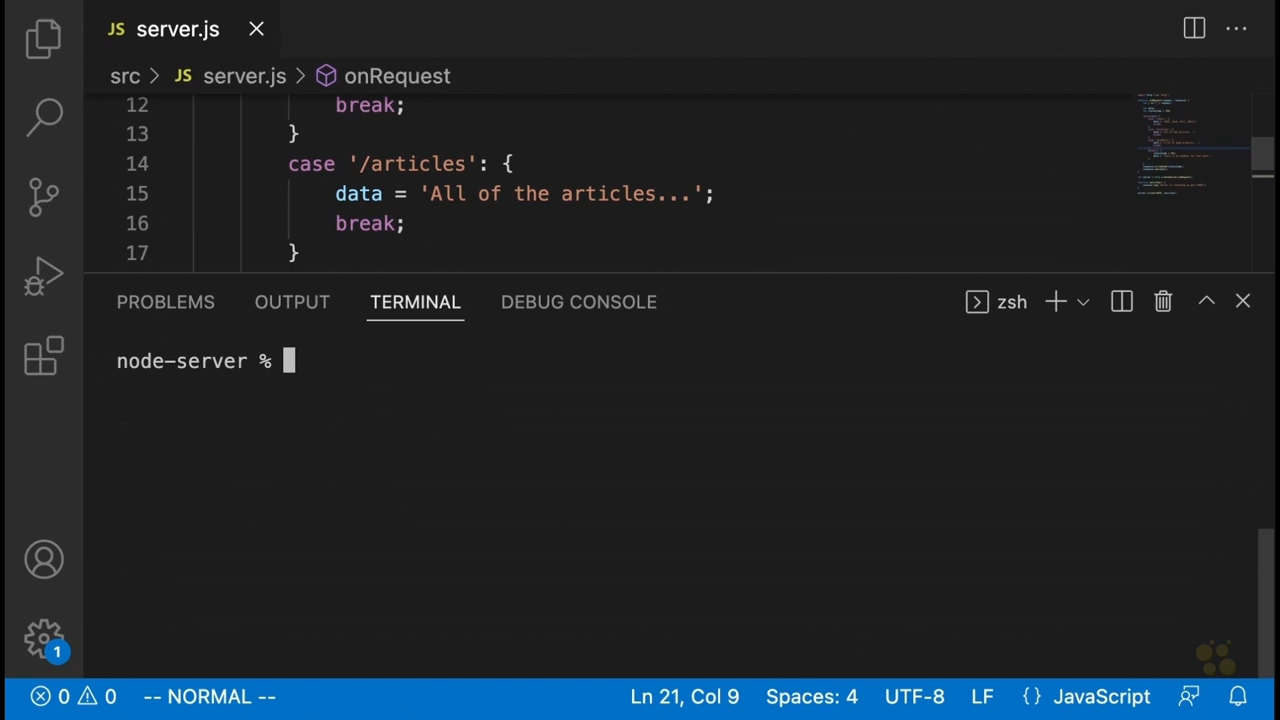 JS server.js
src > JS server.js > onRequest
12 break;
13 }
14 case '/articles': {
15 data = 'All of the articles...';
16 break;
17 }
PROBLEMS OUTPUT TERMINAL DEBUG CONSOLE zsh
node-server %
1
0 0 -- NORMAL -- Ln 21, Col 9 Spaces: 4 UTF-8 LF {} JavaScript